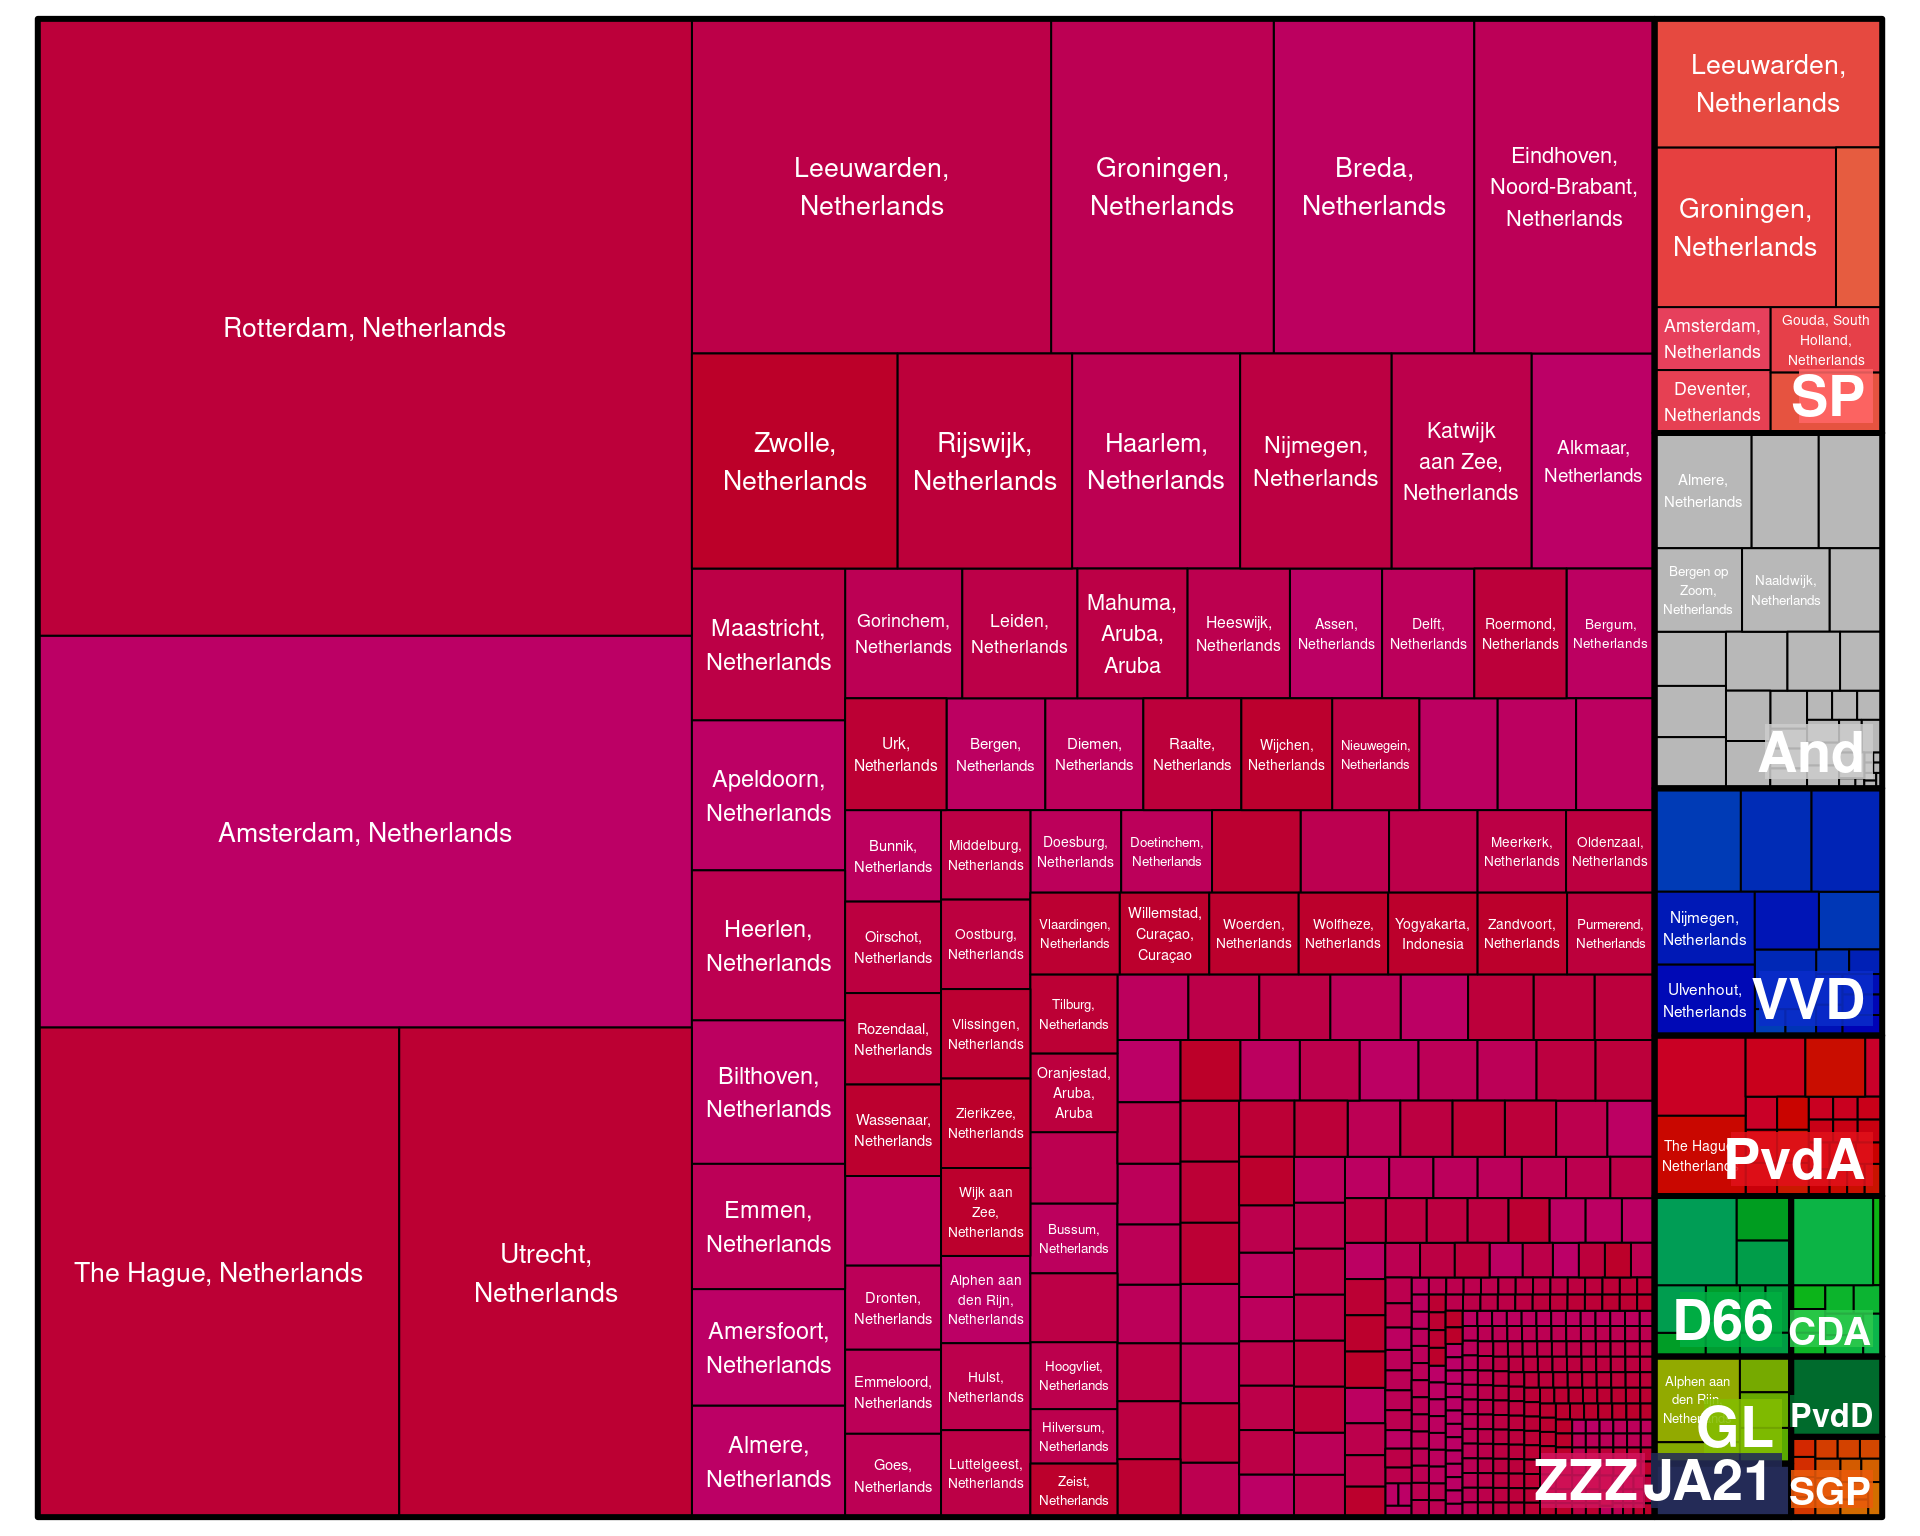 Rotterdam, Netherlands
Amsterdam, Netherlands
The Hague, Netherlands
Utrecht,
Netherlands
Leeuwarden,
Netherlands
Groningen,
Netherlands
Breda,
Netherlands
Eindhoven,
Noord-Brabant,
Netherlands
Zwolle,
Netherlands
Rijswijk,
Netherlands
Haarlem,
Netherlands
Nijmegen,
Netherlands
Katwijk
aan Zee,
Netherlands
Alkmaar,
Netherlands
Maastricht,
Netherlands
Apeldoorn,
Netherlands
Heerlen,
Netherlands
Bilthoven,
Netherlands
Emmen,
Netherlands
Amersfoort,
Netherlands
Almere,
Netherlands
Gorinchem,
Netherlands
Leiden,
Netherlands
Mahuma,
Aruba,
Aruba
Heeswijk,
Netherlands
Assen,
Netherlands
Delft,
Netherlands
Roermond,
Netherlands
Bergum,
Netherlands
Urk,
Netherlands
Bergen,
Netherlands
Diemen,
Netherlands
Raalte,
Netherlands
Wijchen,
Netherlands
Nieuwegein,
Netherlands
Bunnik,
Netherlands
Oirschot,
Netherlands
Rozendaal,
Netherlands
Wassenaar,
Netherlands
Dronten,
Netherlands
Emmeloord,
Netherlands
Goes,
Netherlands
Middelburg,
Netherlands
Oostburg,
Netherlands
Vlissingen,
Netherlands
Zierikzee,
Netherlands
Wijk aan
Zee,
Netherlands
Alphen aan
den Rijn,
Netherlands
Hulst,
Netherlands
Luttelgeest,
Netherlands
Doesburg,
Netherlands
Doetinchem,
Netherlands
Meerkerk,
Netherlands
Oldenzaal,
Netherlands
Vlaardingen,
Netherlands
Willemstad,
Curaçao,
Curaçao
Woerden,
Netherlands
Wolfheze,
Netherlands
Yogyakarta,
Indonesia
Zandvoort,
Netherlands
Purmerend,
Netherlands
Tilburg,
Netherlands
Oranjestad,
Aruba,
Aruba
Bussum,
Netherlands
Hoogvliet,
Netherlands
Hilversum,
Netherlands
Zeist,
Netherlands
ZZZ
Leeuwarden,
Netherlands
Groningen,
Netherlands
Amsterdam,
Netherlands
Gouda, South
Holland,
Netherlands
Deventer,
Netherlands
SP
Almere,
Netherlands
Bergen op
Zoom,
Netherlands
Naaldwijk,
Netherlands
And
Nijmegen,
Netherlands
Ulvenhout,
Netherlands
VVD
The Hague,
Netherlands
PvdA
D66
CDA
Alphen aan
den Rijn,
Netherlands
GL
PvdD
JA21
SGP